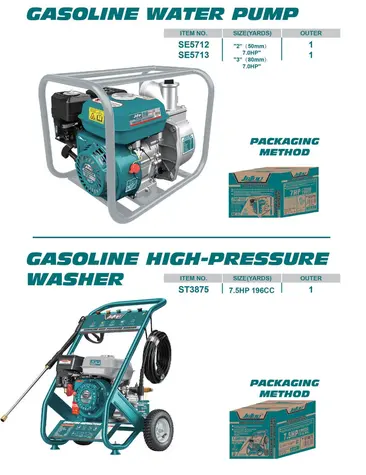 GASOLINE WATER PUMP
ITEM NO. SIZE(YARDS) OUTER
SE5712 "2" (50mm) 7.0HP" 1
SE5713 "3" (80mm) 7.0HP" 1
PACKAGING
METHOD
GASOLINE HIGH-PRESSURE
WASHER
ITEM NO. SIZE(YARDS) OUTER
ST3875 7.5HP 196CC 1
PACKAGING
METHOD